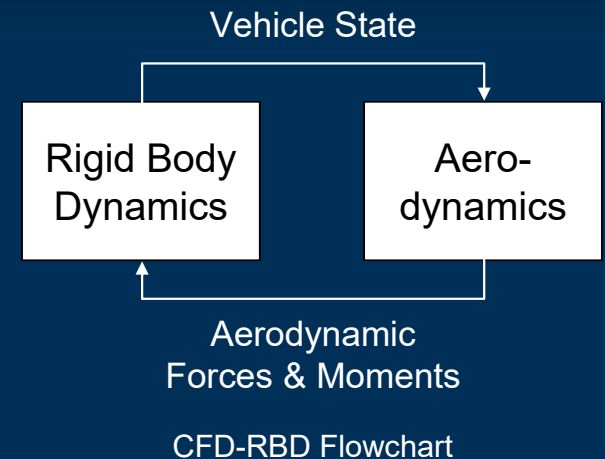 Vehicle State
Rigid Body
Dynamics
Aero-
dynamics
Aerodynamic
Forces & Moments
CFD-RBD Flowchart